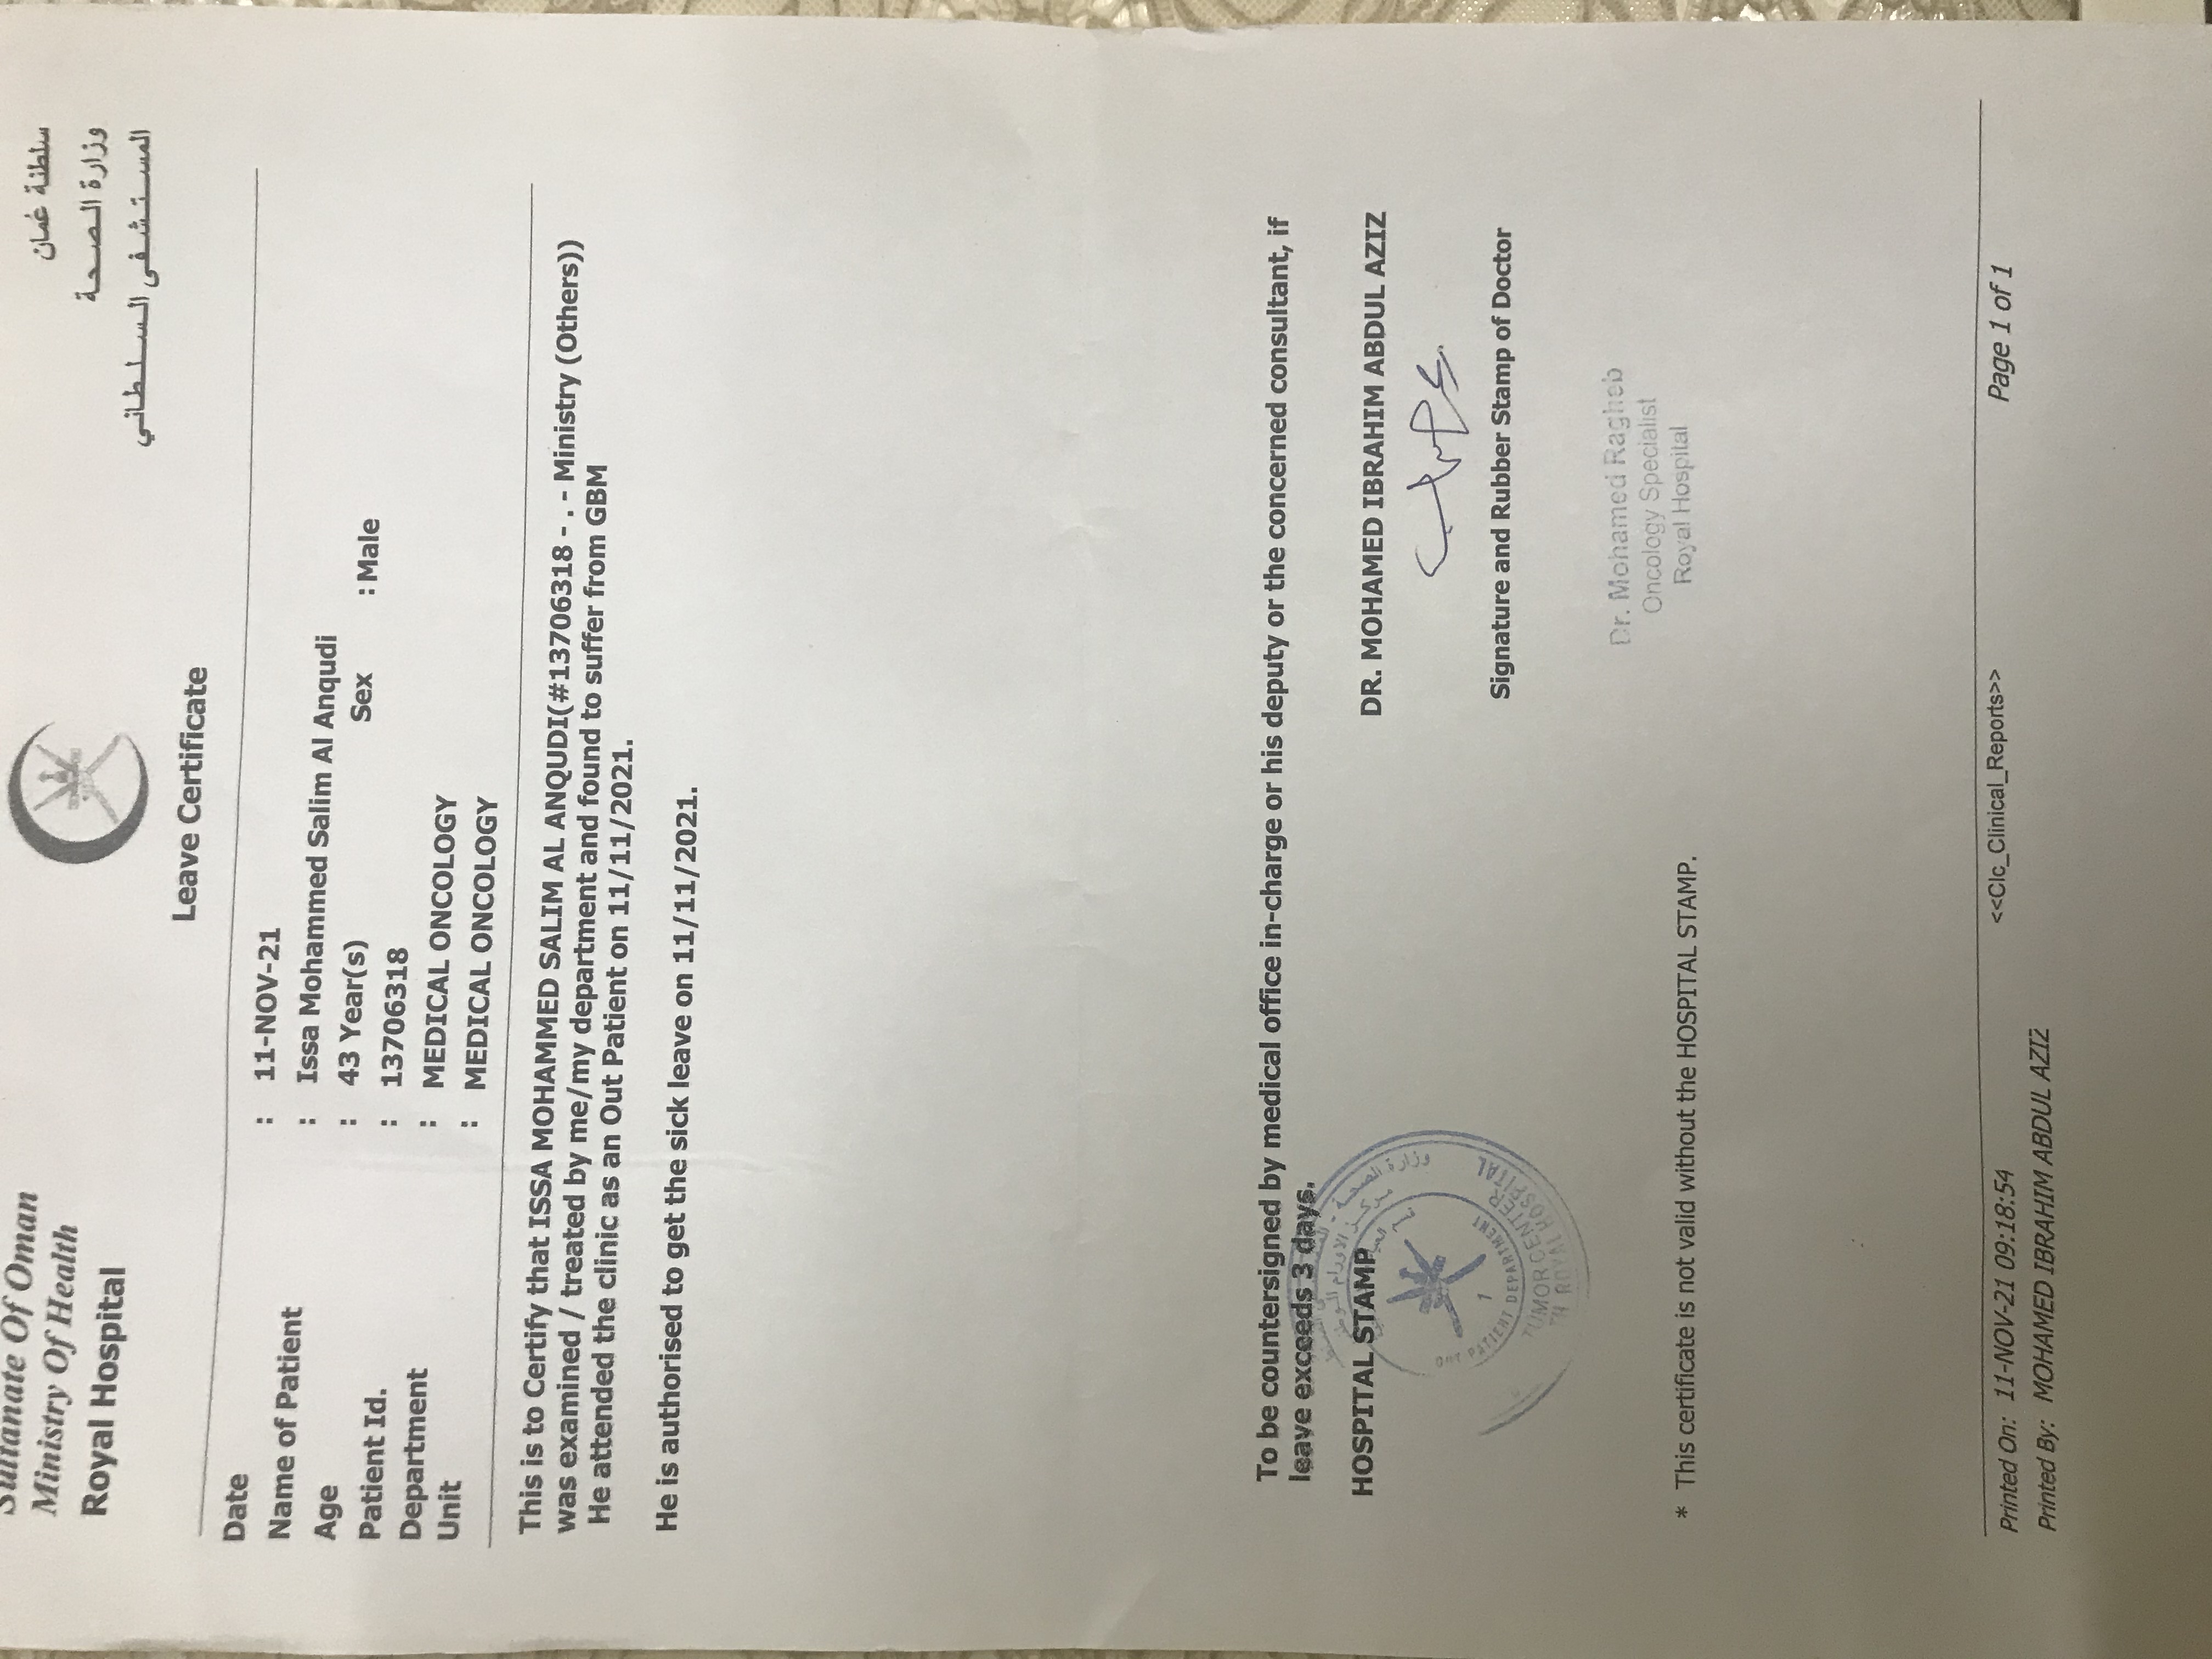 Sultanate Of Oman
Ministry Of Health
Royal Hospital
سلطنة عُمان
وزارة الصحة
المستشفى السلطاني
Leave Certificate
Date : 11-NOV-21
Name of Patient : Issa Mohammed Salim Al Anqudi
Age : 43 Year(s) Sex : Male
Patient Id. : 13706318
Department : MEDICAL ONCOLOGY
Unit : MEDICAL ONCOLOGY
This is to Certify that ISSA MOHAMMED SALIM AL ANQUDI(#13706318 - . - Ministry (Others))
was examined / treated by me/my department and found to suffer from GBM
He attended the clinic as an Out Patient on 11/11/2021.
He is authorised to get the sick leave on 11/11/2021.
To be countersigned by medical office in-charge or his deputy or the concerned consultant, if
leave exceeds 3 days.
HOSPITAL STAMP
DR. MOHAMED IBRAHIM ABDUL AZIZ
Signature and Rubber Stamp of Doctor
وزارة الصحة
مركز الاورام
OUT PATIENT DEPARTMENT
1
TUMOR CENTER
ROYAL HOSPITAL
Dr. Mohamed Ragheb
Oncology Specialist
Royal Hospital
* This certificate is not valid without the HOSPITAL STAMP.
Printed On: 11-NOV-21 09:18:54 <<Clc_Clinical_Reports>> Page 1 of 1
Printed By: MOHAMED IBRAHIM ABDUL AZIZ